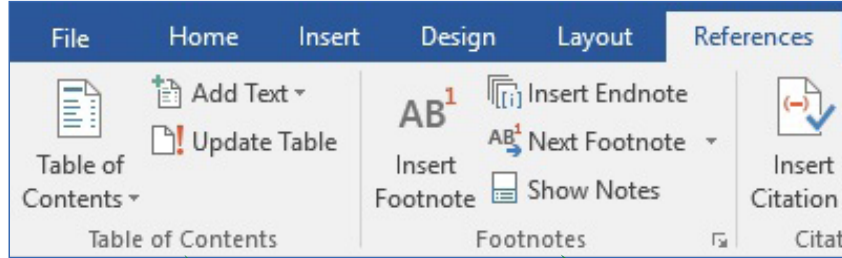 File Home Insert Design Layout References
Table of
Contents
Add Text
Update Table
Table of Contents
AB1
Insert
Footnote
[i] Insert Endnote
AB1 Next Footnote
Show Notes
Footnotes
(-)
Insert
Citation
Citat